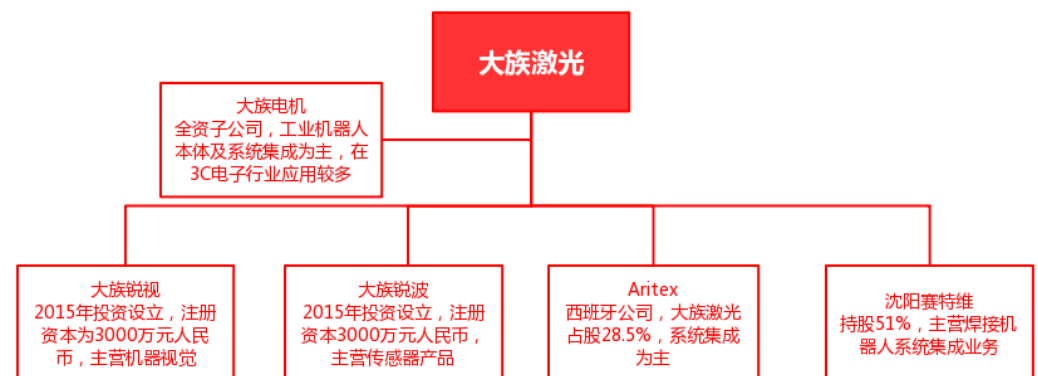 大族激光
大族电机
全资子公司，工业机器人
本体及系统集成为主，在
3C电子行业应用较多
大族锐视
2015年投资设立，注册
资本为3000万元人民
币，主营机器视觉
大族锐波
2015年投资设立，注册
资本3000万元人民币，
主营传感器产品
Aritex
西班牙公司，大族激光
占股28.5%，系统集成
为主
沈阳赛特维
持股51%，主营焊接机
器人系统集成业务